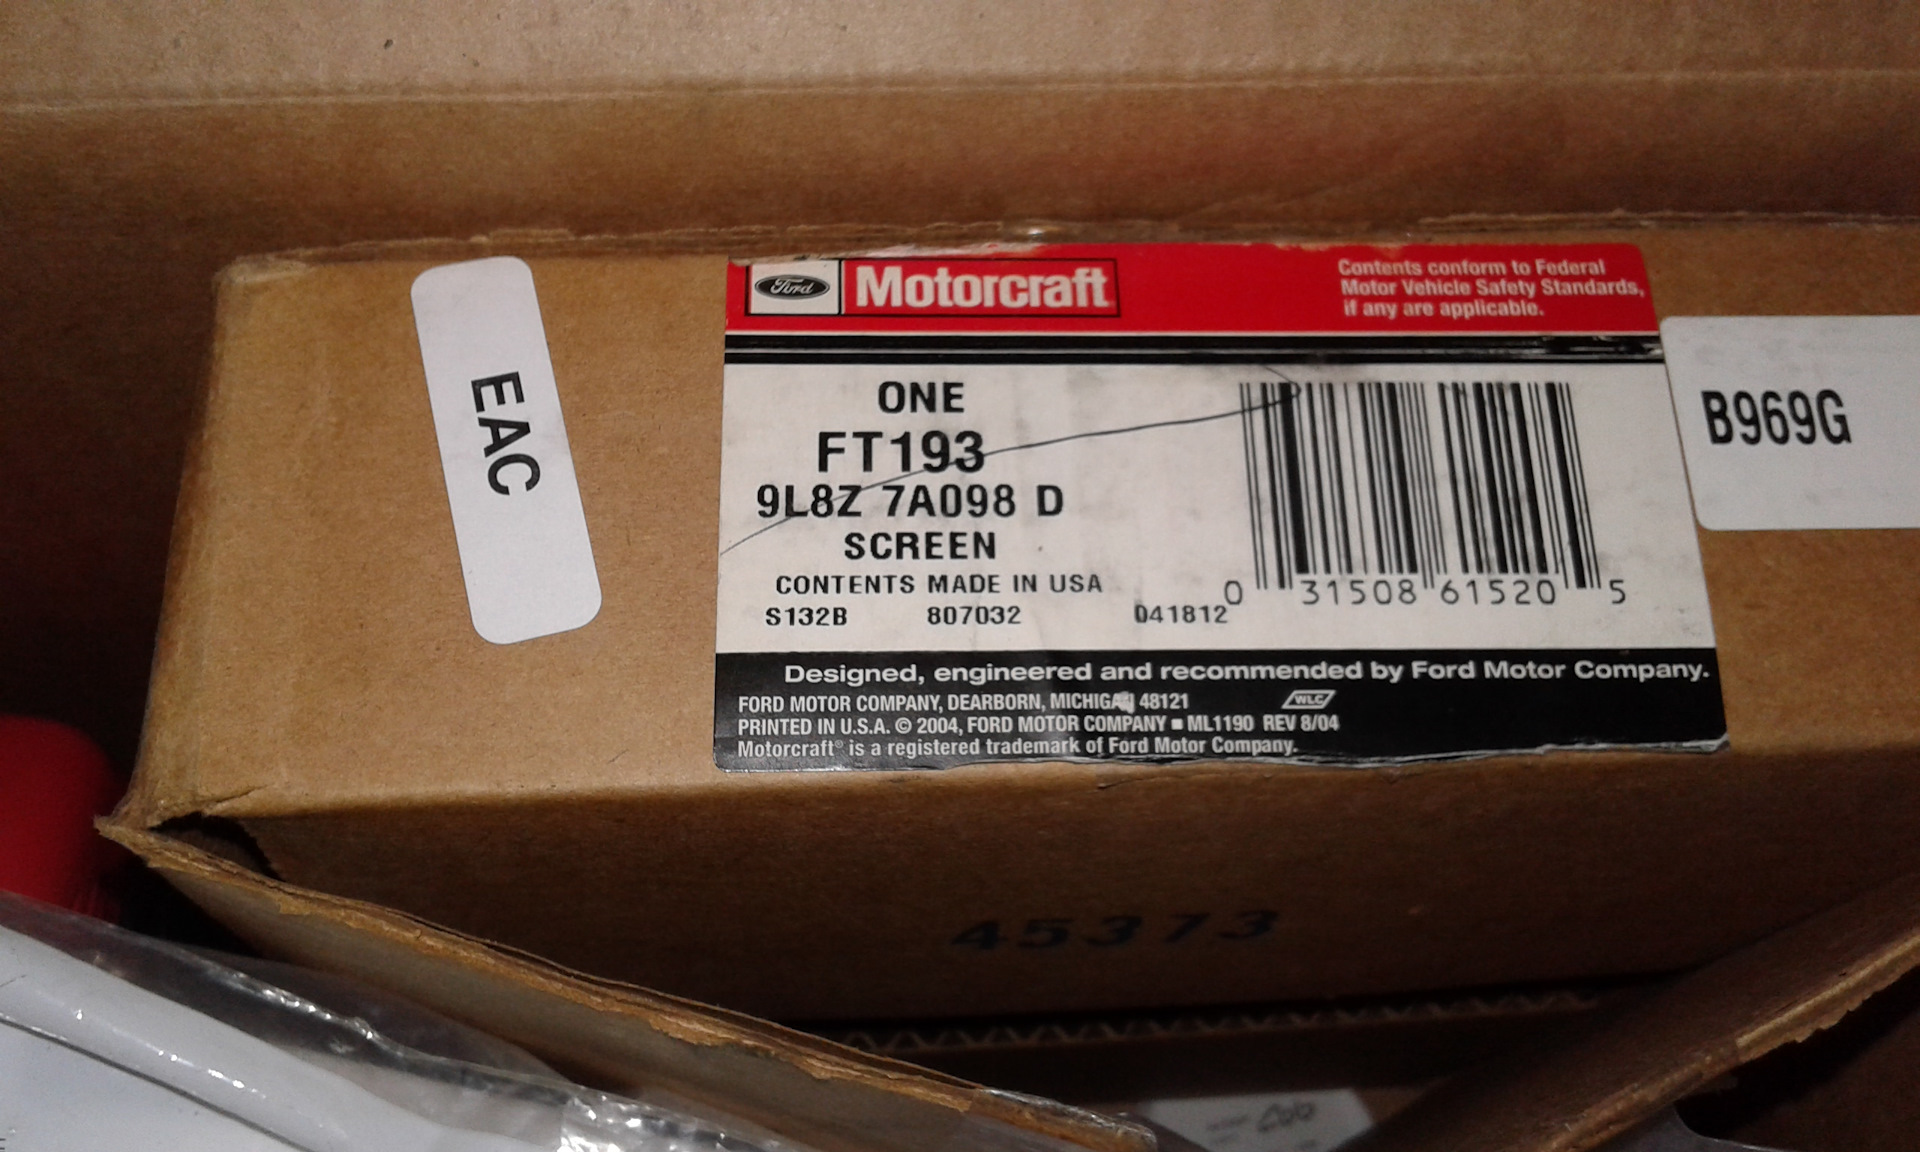 EAC
Ford Motorcraft
Contents conform to Federal
Motor Vehicle Safety Standards,
if any are applicable.
ONE
FT193
9L8Z 7A098 D
SCREEN
CONTENTS MADE IN USA
S132B 807032 041812
0 31508 61520 5
Designed, engineered and recommended by Ford Motor Company.
FORD MOTOR COMPANY, DEARBORN, MICHIGAN 48121 WLC
PRINTED IN U.S.A. © 2004, FORD MOTOR COMPANY ■ ML1190 REV 8/04
Motorcraft® is a registered trademark of Ford Motor Company.
B969G
45373